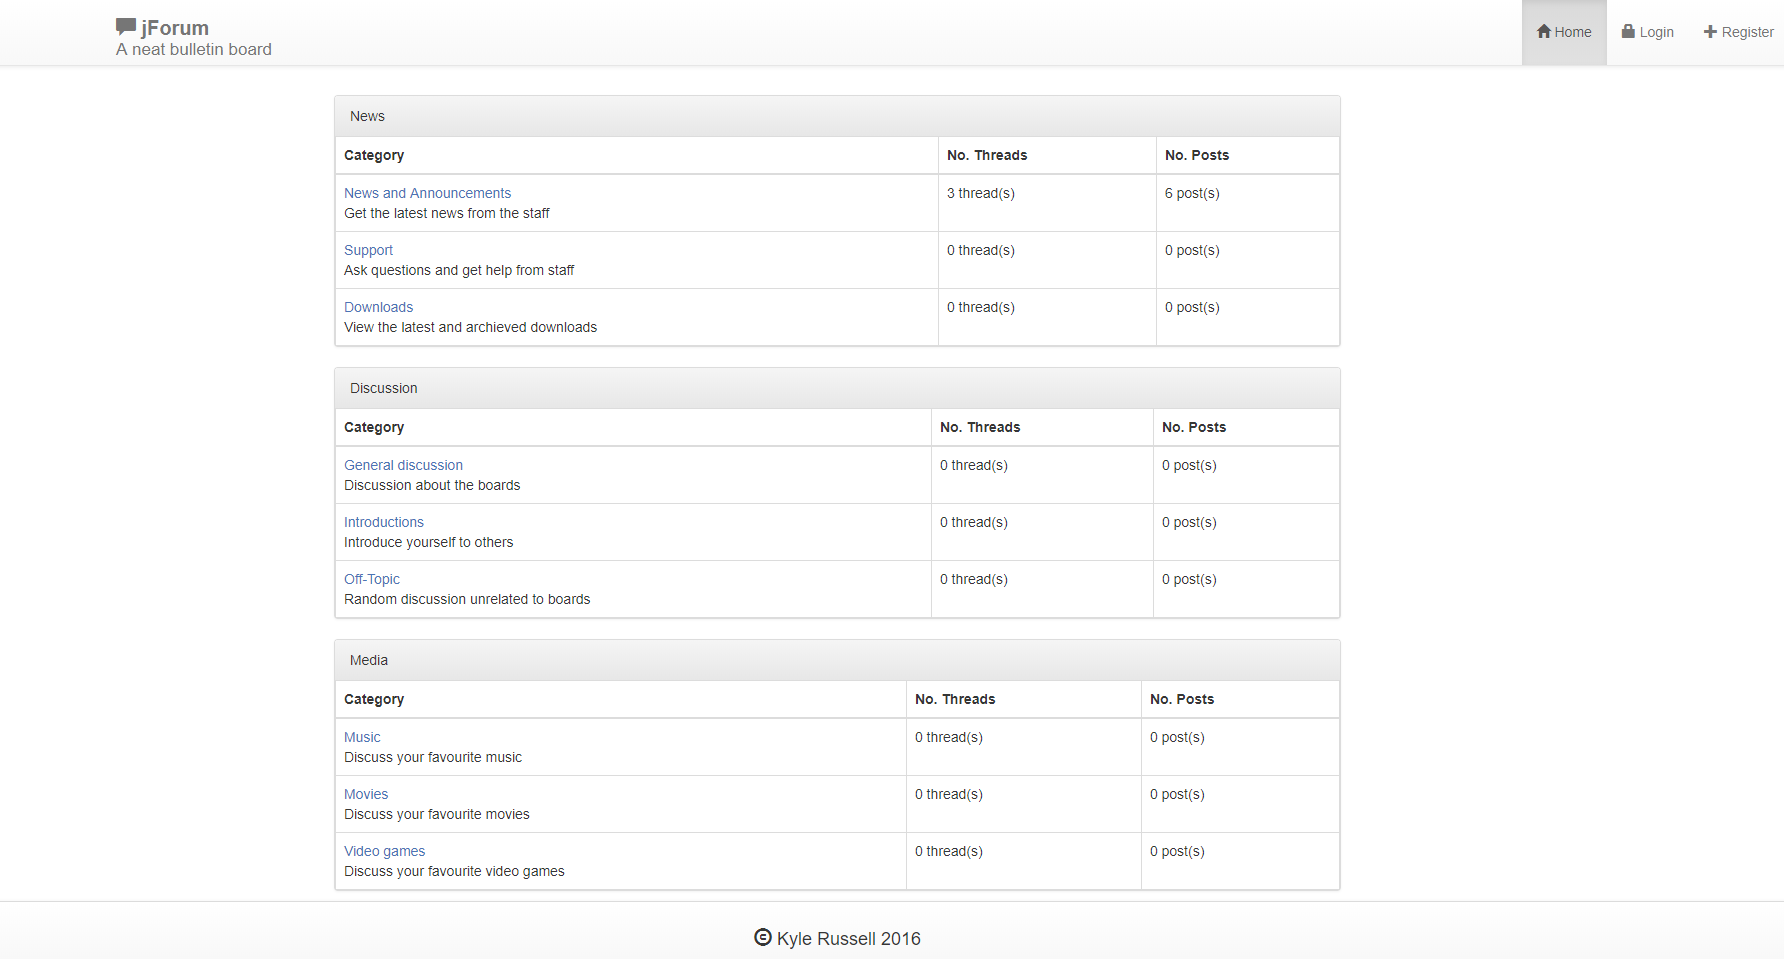 jForum
A neat bulletin board
Home Login Register
News
Category No. Threads No. Posts
News and Announcements 3 thread(s) 6 post(s)
Get the latest news from the staff
Support 0 thread(s) 0 post(s)
Ask questions and get help from staff
Downloads 0 thread(s) 0 post(s)
View the latest and archieved downloads
Discussion
Category No. Threads No. Posts
General discussion 0 thread(s) 0 post(s)
Discussion about the boards
Introductions 0 thread(s) 0 post(s)
Introduce yourself to others
Off-Topic 0 thread(s) 0 post(s)
Random discussion unrelated to boards
Media
Category No. Threads No. Posts
Music 0 thread(s) 0 post(s)
Discuss your favourite music
Movies 0 thread(s) 0 post(s)
Discuss your favourite movies
Video games 0 thread(s) 0 post(s)
Discuss your favourite video games
© Kyle Russell 2016